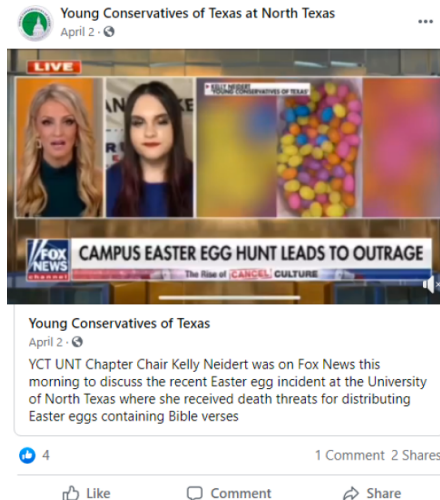 Young Conservatives of Texas at North Texas
April 2 ·
LIVE
KELLY NEIDERT
YOUNG CONSERVATIVES OF TEXAS
FOX
NEWS
channel
CAMPUS EASTER EGG HUNT LEADS TO OUTRAGE
The Rise of CANCEL CULTURE
Young Conservatives of Texas
April 2 ·
YCT UNT Chapter Chair Kelly Neidert was on Fox News this
morning to discuss the recent Easter egg incident at the University
of North Texas where she received death threats for distributing
Easter eggs containing Bible verses
4
1 Comment 2 Shares
Like
Comment
Share